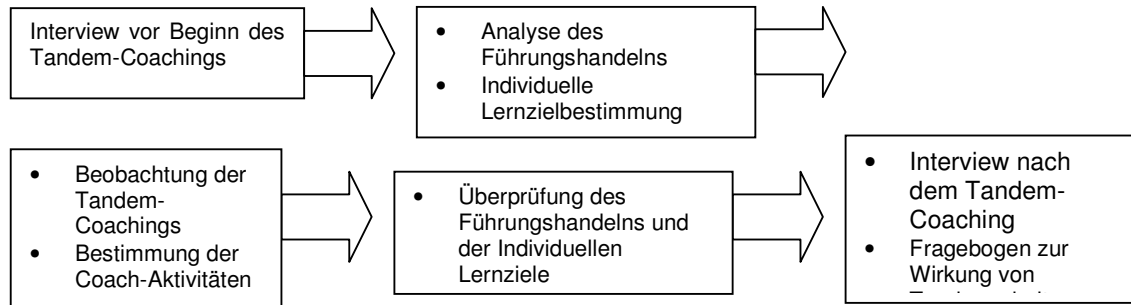 Interview vor Beginn des
Tandem-Coachings
• Analyse des
Führungshandelns
• Individuelle
Lernzielbestimmung
• Beobachtung der
Tandem-
Coachings
• Bestimmung der
Coach-Aktivitäten
• Überprüfung des
Führungshandelns und
der Individuellen
Lernziele
• Interview nach
dem Tandem-
Coaching
• Fragebogen zur
Wirkung von